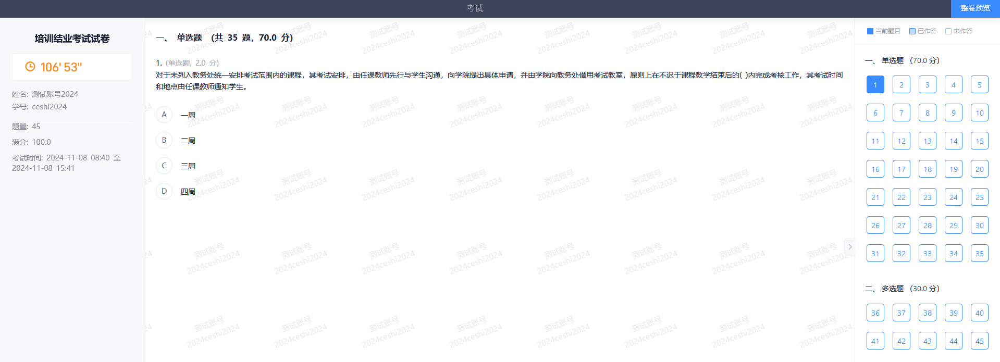 考试
整卷预览
培训结业考试试卷
106' 53"
姓名: 测试账号2024
学号: ceshi2024
题量: 45
满分: 100.0
考试时间: 2024-11-08 08:40 至
2024-11-08 15:41
一、 单选题 (共 35 题, 70.0 分)
1. (单选题, 2.0 分)
对于未列入教务处统一安排考试范围内的课程，其考试安排，由任课教师先行与学生沟通，向学院提出具体申请，并由学院向教务处借用考试教室，原则上在不迟于课程教学结束后的( )内完成考核工作，其考试时间
和地点由任课教师通知学生。
A 一周
B 二周
C 三周
D 四周
当前题目 已作答 未作答
一、 单选题 (70.0 分)
1 2 3 4 5
6 7 8 9 10
11 12 13 14 15
16 17 18 19 20
21 22 23 24 25
26 27 28 29 30
31 32 33 34 35
二、 多选题 (30.0 分)
36 37 38 39 40
41 42 43 44 45
测试账号
2024ceshi2024